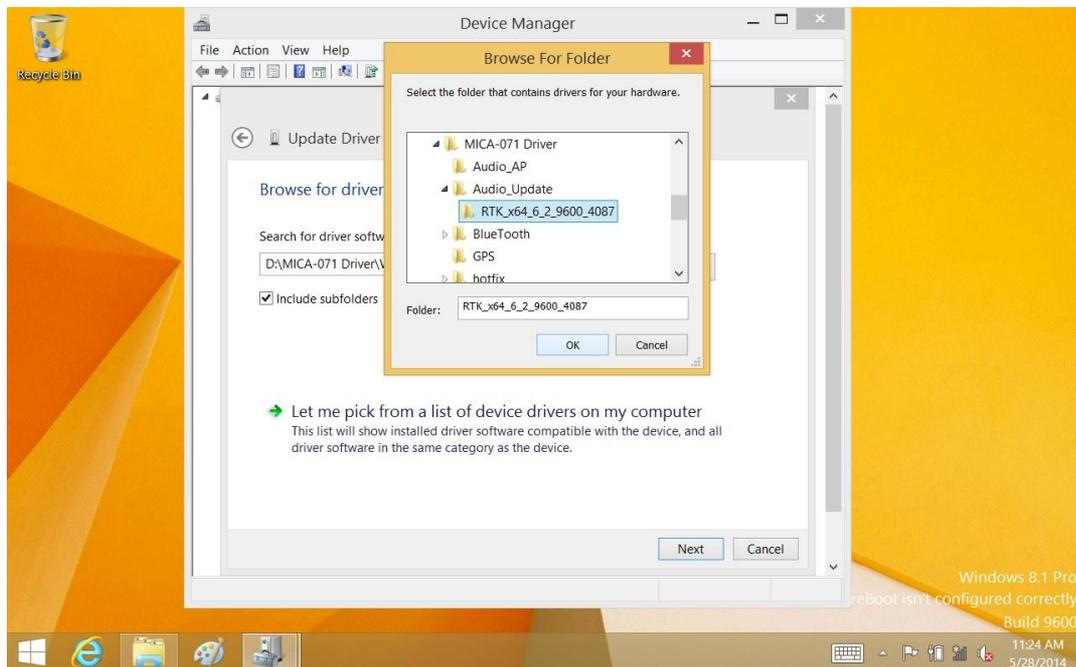 Recycle Bin
Device Manager
File Action View Help
Browse For Folder
Select the folder that contains drivers for your hardware.
Update Driver
MICA-071 Driver
Audio_AP
Audio_Update
RTK_x64_6_2_9600_4087
BlueTooth
GPS
hotfix
Browse for driver
Search for driver softw
D:\MICA-071 Driver\
Include subfolders
Folder: RTK_x64_6_2_9600_4087
OK Cancel
Let me pick from a list of device drivers on my computer
This list will show installed driver software compatible with the device, and all
driver software in the same category as the device.
Next Cancel
Windows 8.1 Pro
reBoot isn't configured correctly
Build 9600
11:24 AM
5/28/2014